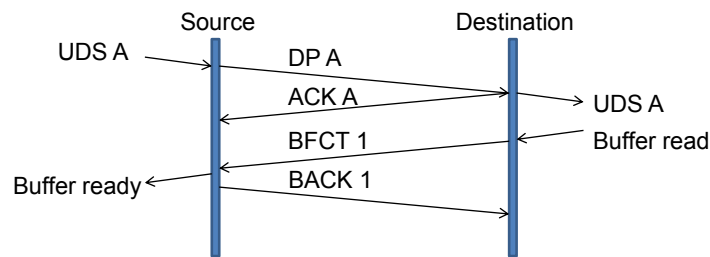 Source
Destination
UDS A
DP A
ACK A
UDS A
BFCT 1
Buffer read
Buffer ready
BACK 1